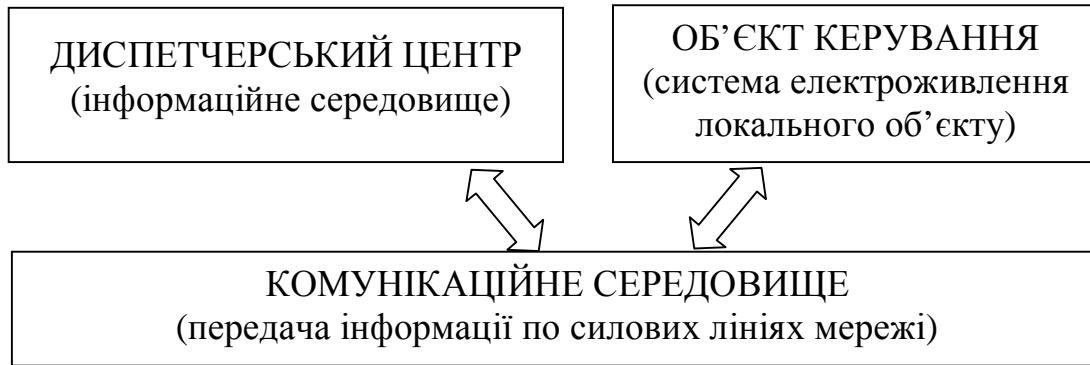 ДИСПЕТЧЕРСЬКИЙ ЦЕНТР
(інформаційне середовище)
ОБ’ЄКТ КЕРУВАННЯ
(система електроживлення
локального об’єкту)
КОМУНІКАЦІЙНЕ СЕРЕДОВИЩЕ
(передача інформації по силових лініях мережі)